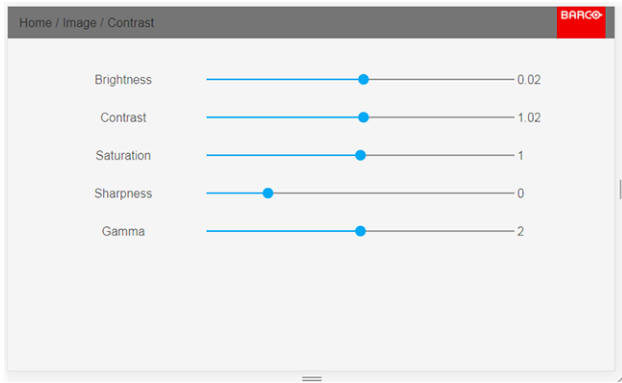 Home / Image / Contrast
BARCO
Brightness 0.02
Contrast 1.02
Saturation 1
Sharpness 0
Gamma 2